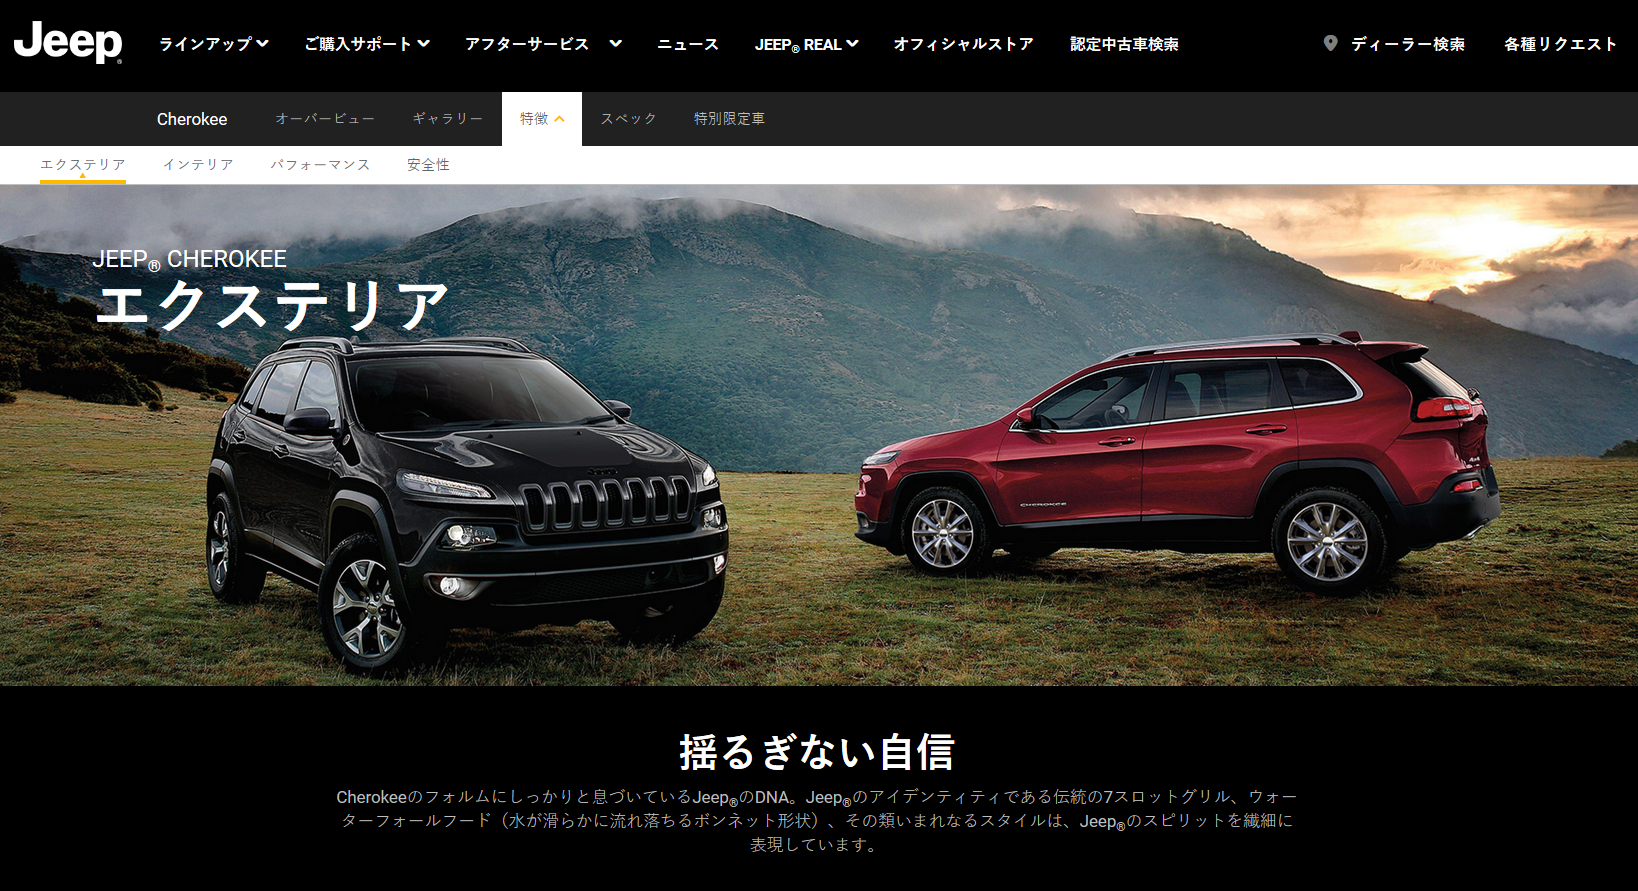 Jeep®
ラインアップ
ご購入サポート
アフターサービス
ニュース
JEEP® REAL
オフィシャルストア
認定中古車検索
ディーラー検索
各種リクエスト
Cherokee
オーバービュー
ギャラリー
特徴
スペック
特別限定車
エクステリア
インテリア
パフォーマンス
安全性
JEEP® CHEROKEE
エクステリア
CHEROKEE
揺るぎない自信
CherokeeのフォルムにしっかりとĀ息づいているJeep®のDNA。Jeep®のアイデンティティである伝統の7スロットグリル、ウォー
ターフォールフード（水が滑らかに流れ落ちるボンネット形状）、その類いまれなるスタイルは、Jeep®のスピリットを繊細に
表現しています。